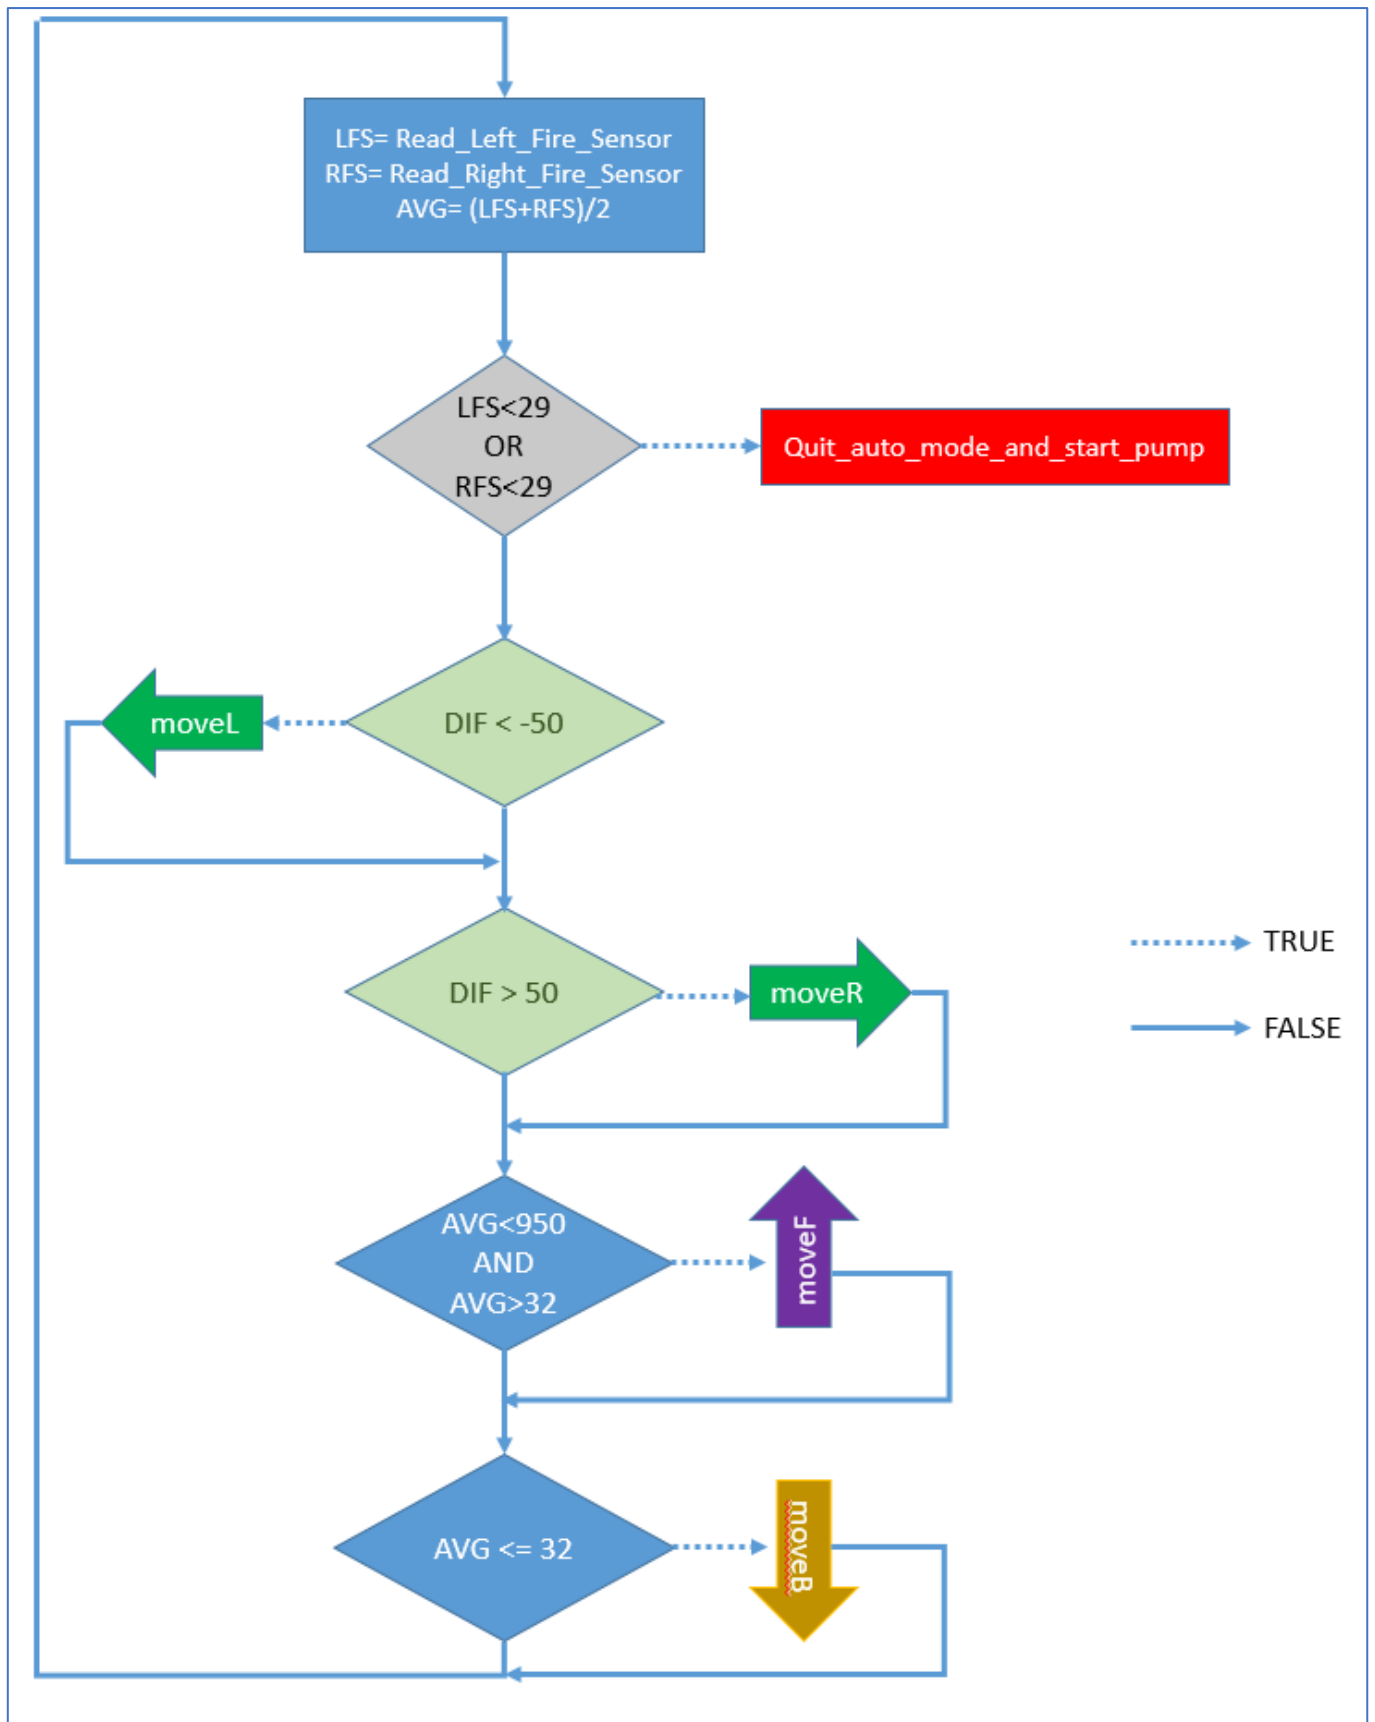 LFS= Read_Left_Fire_Sensor
RFS= Read_Right_Fire_Sensor
AVG= (LFS+RFS)/2
LFS<29
OR
RFS<29
Quit_auto_mode_and_start_pump
DIF < -50
moveL
DIF > 50
moveR
TRUE
FALSE
AVG<950
AND
AVG>32
moveF
AVG <= 32
moveB